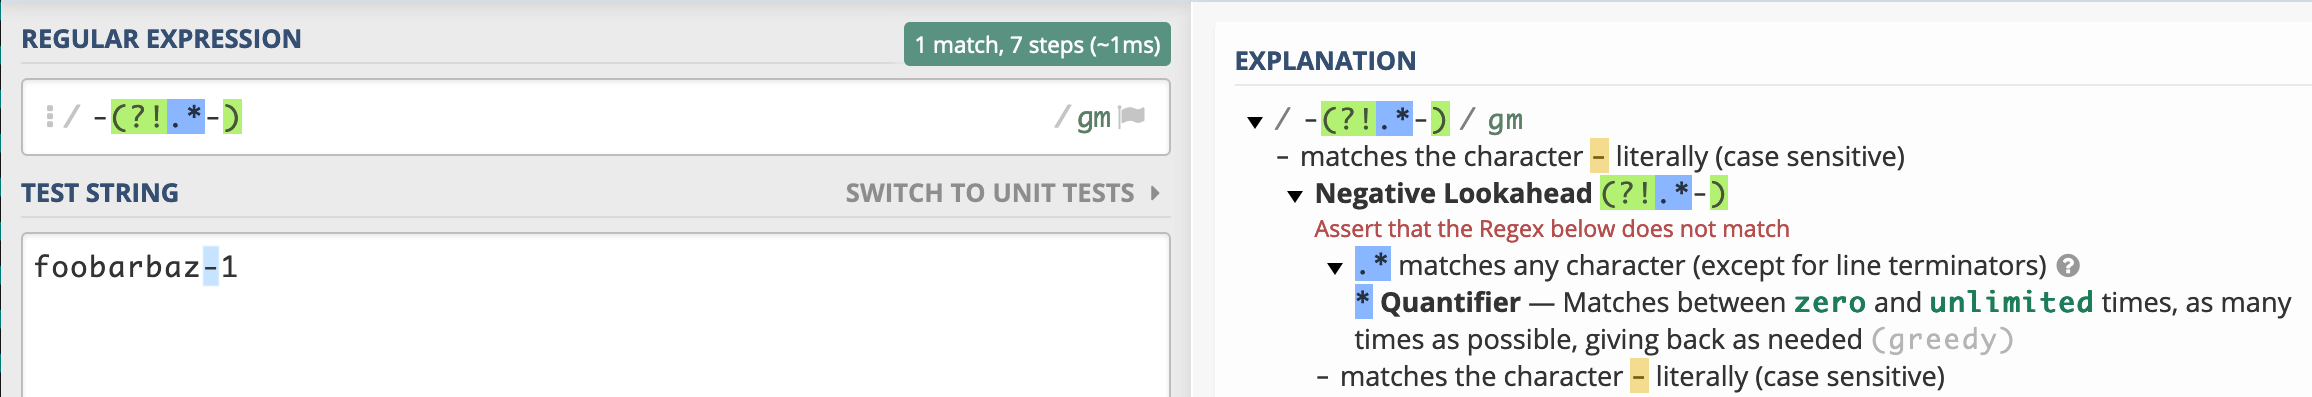 REGULAR EXPRESSION
1 match, 7 steps (~1ms)
/ -(?!.*-) / gm
TEST STRING
SWITCH TO UNIT TESTS
foobarbaz-1
EXPLANATION
/ -(?!.*-) / gm
- matches the character - literally (case sensitive)
Negative Lookahead (?!.*-)
Assert that the Regex below does not match
.* matches any character (except for line terminators) ?
* Quantifier — Matches between zero and unlimited times, as many
times as possible, giving back as needed (greedy)
- matches the character - literally (case sensitive)